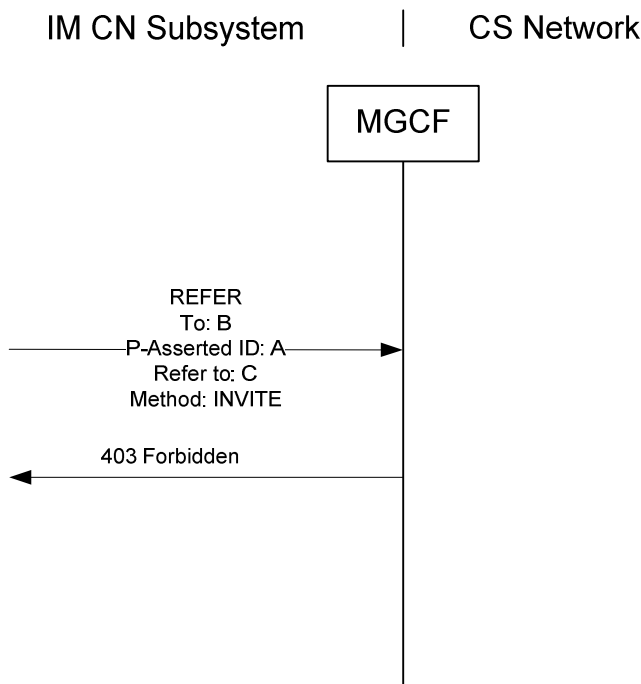 IM CN Subsystem | CS Network
MGCF
REFER
To: B
P-Asserted ID: A
Refer to: C
Method: INVITE
403 Forbidden